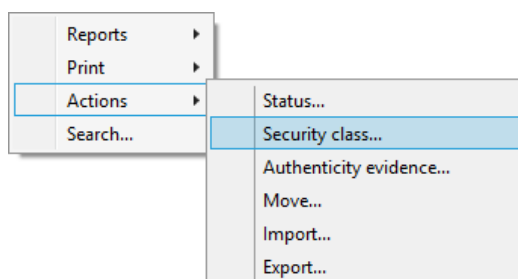 Reports
Print
Actions
Search...
Status...
Security class...
Authenticity evidence...
Move...
Import...
Export...